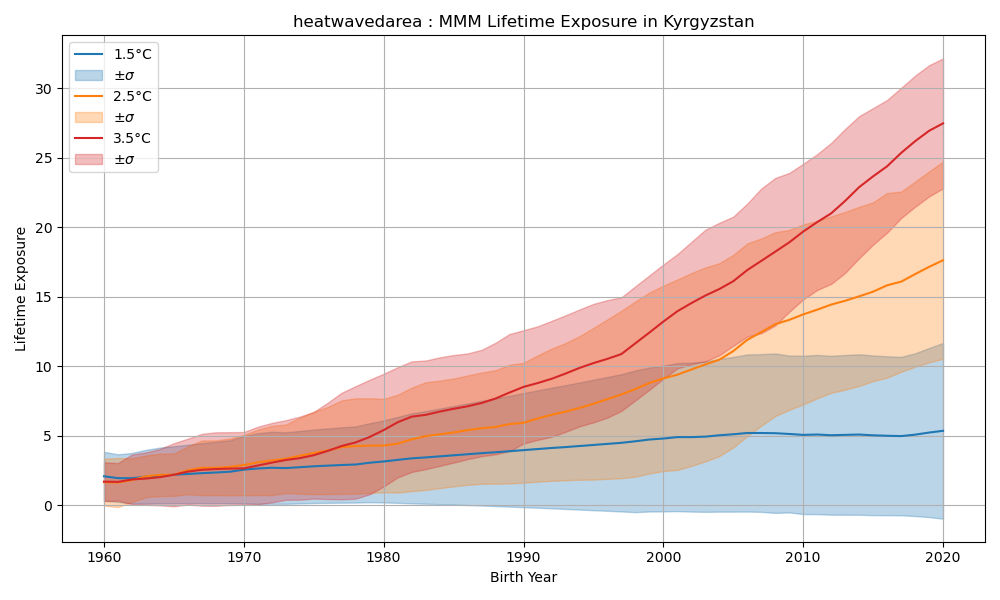 heatwavedarea : MMM Lifetime Exposure in Kyrgyzstan
1.5°C
±σ
2.5°C
±σ
3.5°C
±σ
Lifetime Exposure
30
25
20
15
10
5
0
1960 1970 1980 1990 2000 2010 2020
Birth Year